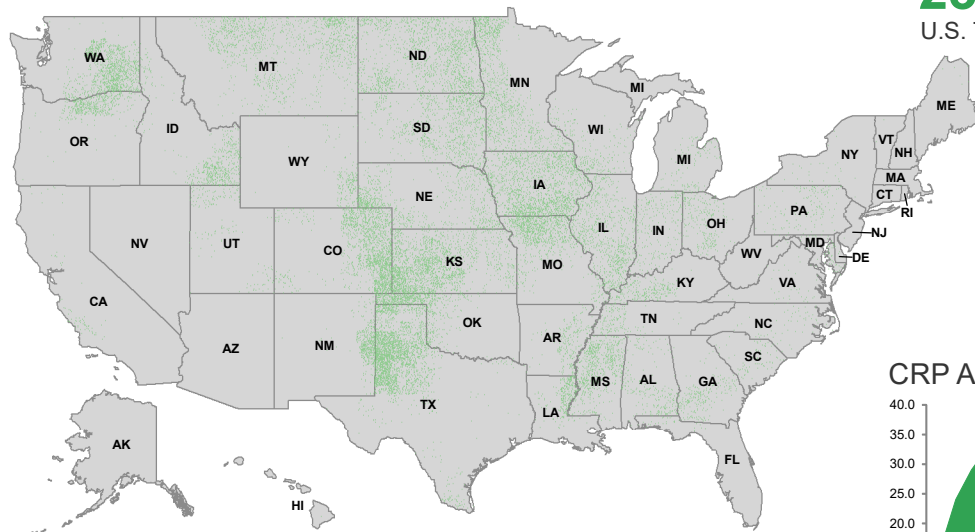 U.S.
WA
MT
ND
MN
MI
ME
OR
ID
SD
WI
VT
NH
NY
WY
MI
MA
CT
RI
NE
IA
PA
NJ
NV
UT
CO
IL
IN
OH
MD
WV
DE
KS
MO
KY
VA
CA
OK
TN
NC
AZ
NM
AR
SC
MS
AL
GA
CRP A
TX
LA
40.0
35.0
AK
FL
30.0
25.0
HI
20.0